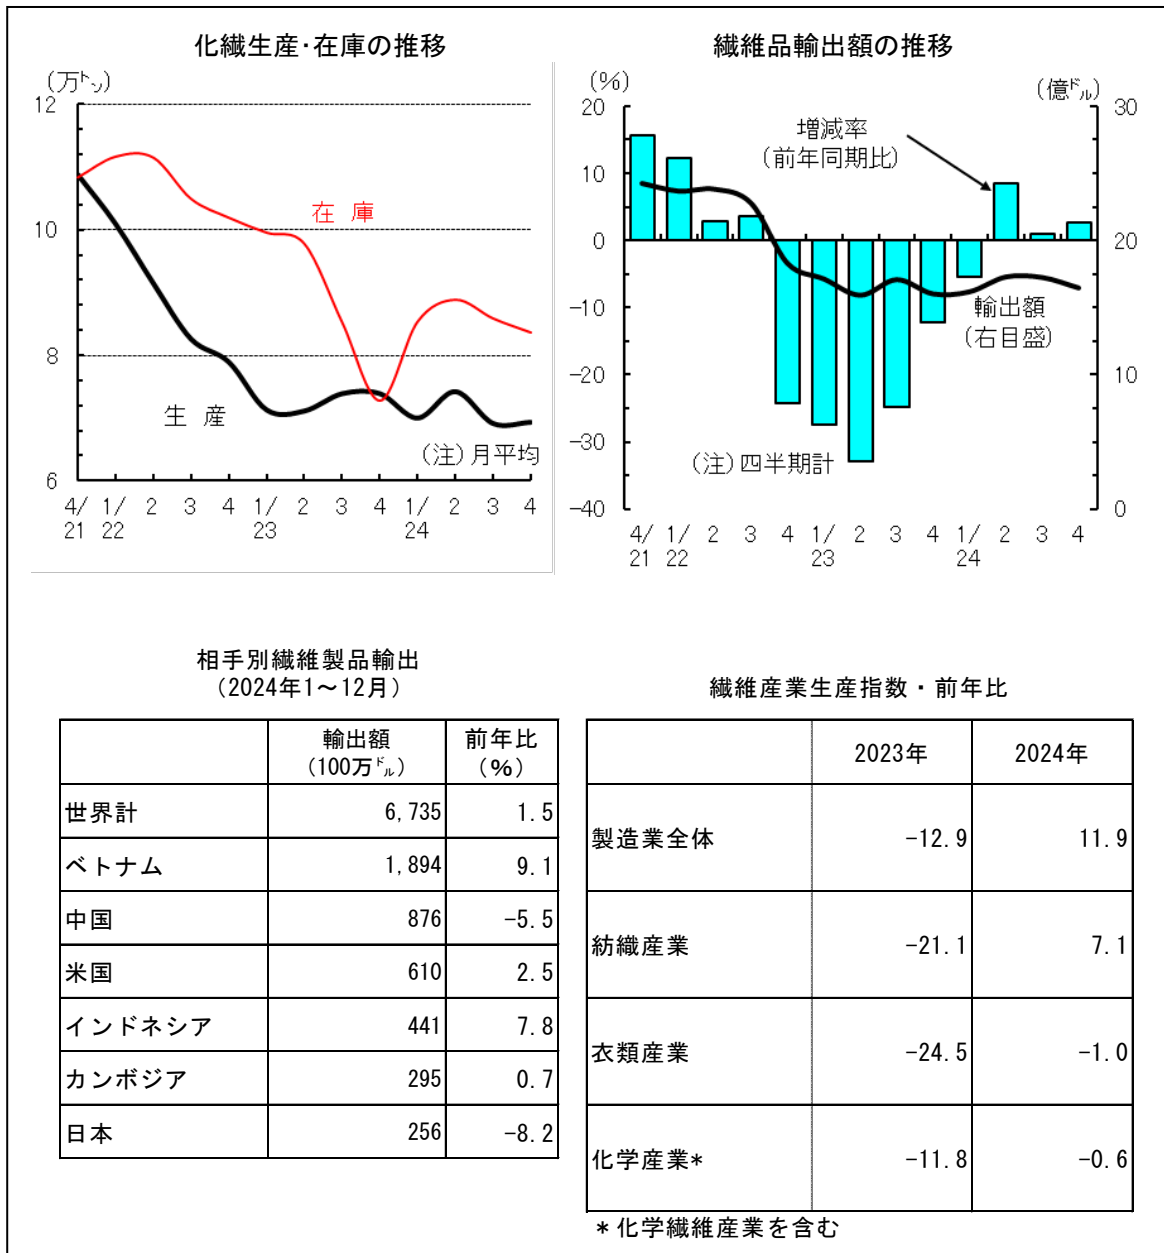 化繊生産･在庫の推移
(万㌧)
12
10
8
6
在 庫
生 産
(注)月平均
4/ 1/ 2 3 4 1/ 2 3 4 1/ 2 3 4
21 22 23 24
繊維品輸出額の推移
(%) (億㌦)
20 30
10
0 20
-10
-20 10
-30
-40 0
増減率
(前年同期比)
輸出額
(右目盛)
(注)四半期計
4/ 1/ 2 3 4 1/ 2 3 4 1/ 2 3 4
21 22 23 24
相手別繊維製品輸出
(2024年1～12月)
輸出額 前年比
(100万㌦) (%)
世界計 6,735 1.5
ベトナム 1,894 9.1
中国 876 -5.5
米国 610 2.5
インドネシア 441 7.8
カンボジア 295 0.7
日本 256 -8.2
繊維産業生産指数・前年比
2023年 2024年
製造業全体 -12.9 11.9
紡織産業 -21.1 7.1
衣類産業 -24.5 -1.0
化学産業* -11.8 -0.6
*化学繊維産業を含む